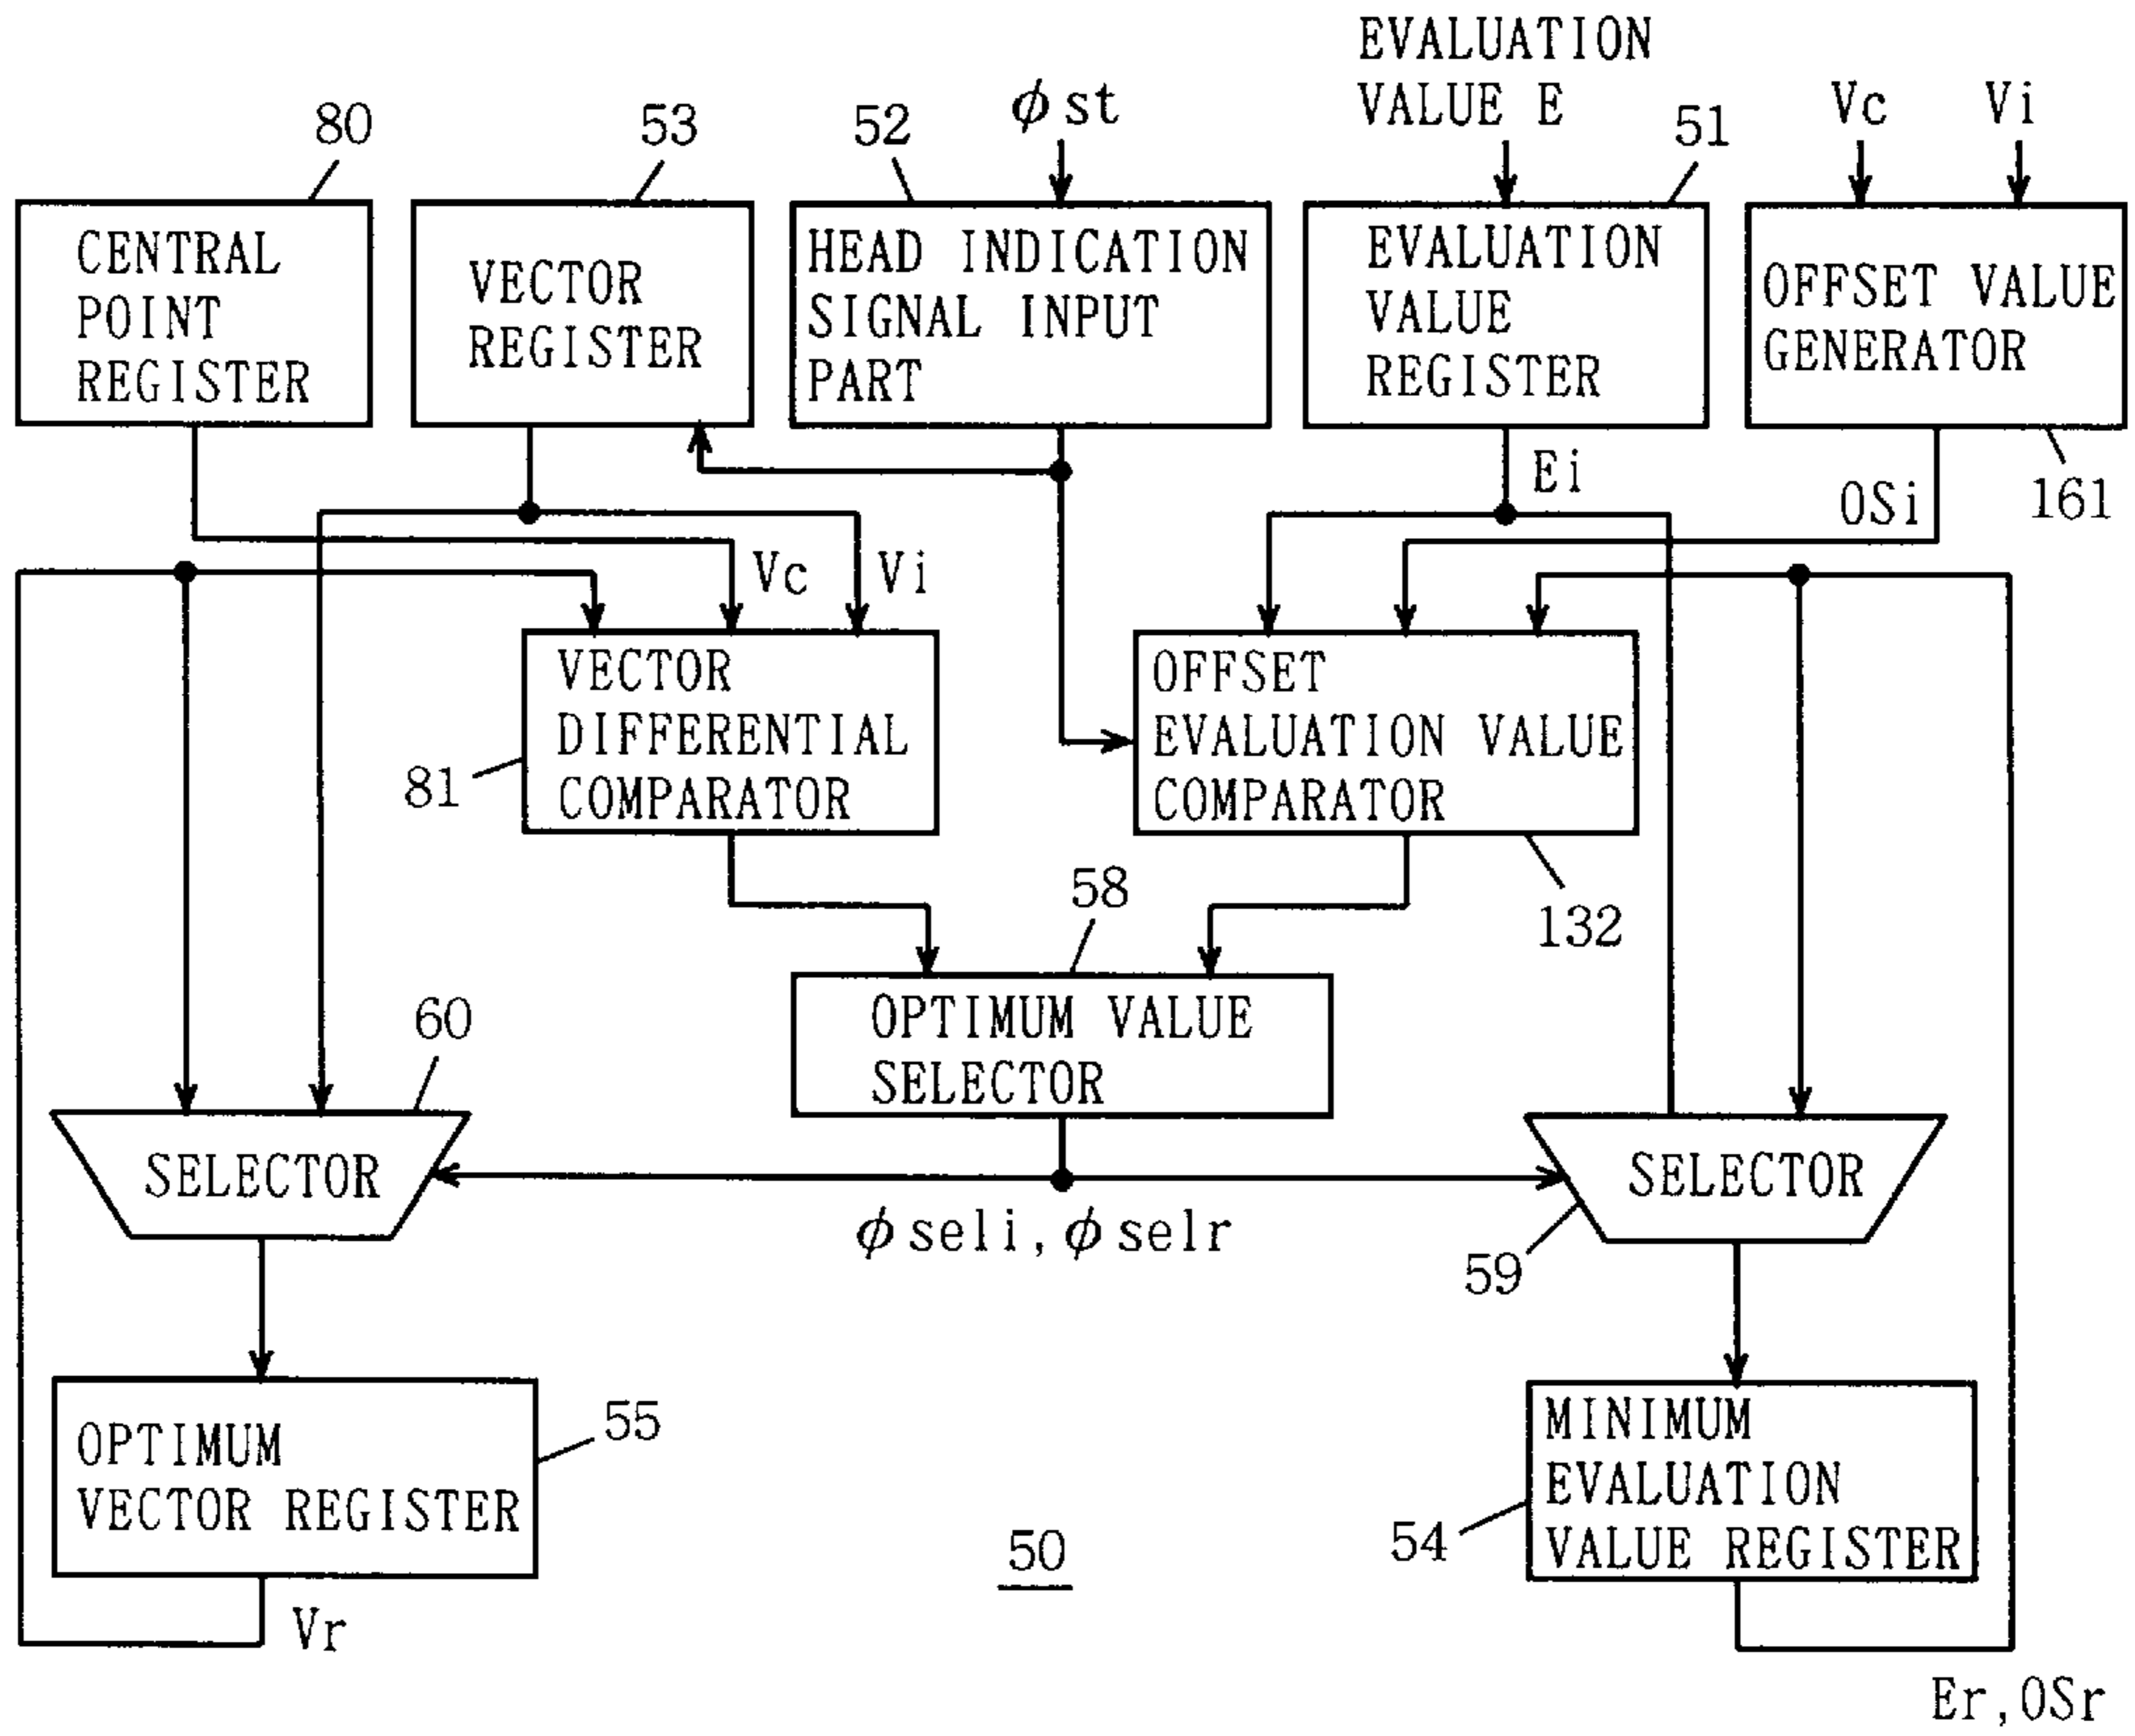 EVALUATION
VALUE E
φst
Vc
Vi
80
53
52
51
CENTRAL
POINT
REGISTER
VECTOR
REGISTER
HEAD INDICATION
SIGNAL INPUT
PART
EVALUATION
VALUE
REGISTER
OFFSET VALUE
GENERATOR
Ei
OSi
161
Vc
Vi
VECTOR
DIFFERENTIAL
COMPARATOR
81
OFFSET
EVALUATION VALUE
COMPARATOR
132
58
OPTIMUM VALUE
SELECTOR
60
SELECTOR
SELECTOR
φseli, φselr
59
OPTIMUM
VECTOR REGISTER
55
MINIMUM
EVALUATION
VALUE REGISTER
54
50
Vr
Er, OSr